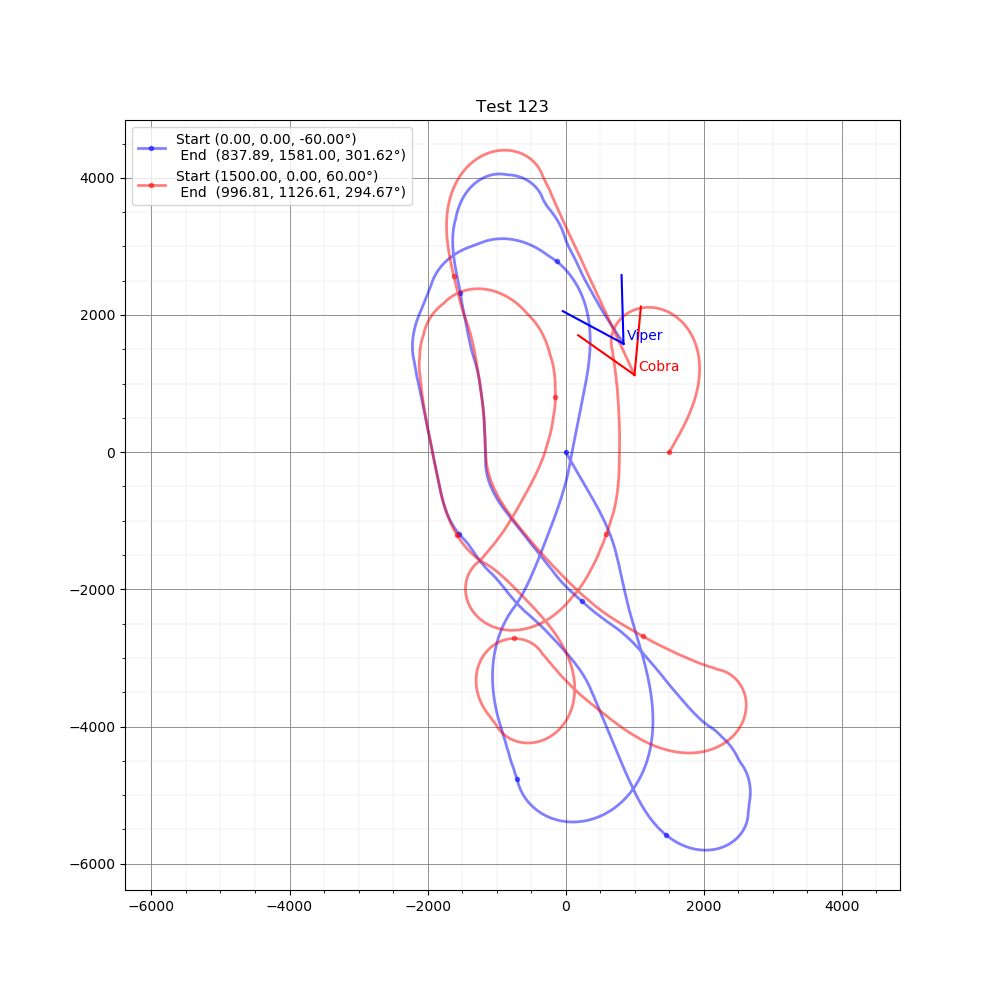 Test 123
Start (0.00, 0.00, -60.00°)
End (837.89, 1581.00, 301.62°)
Start (1500.00, 0.00, 60.00°)
End (996.81, 1126.61, 294.67°)
4000
2000
0
−2000
−4000
−6000
Viper
Cobra
−6000 −4000 −2000 0 2000 4000